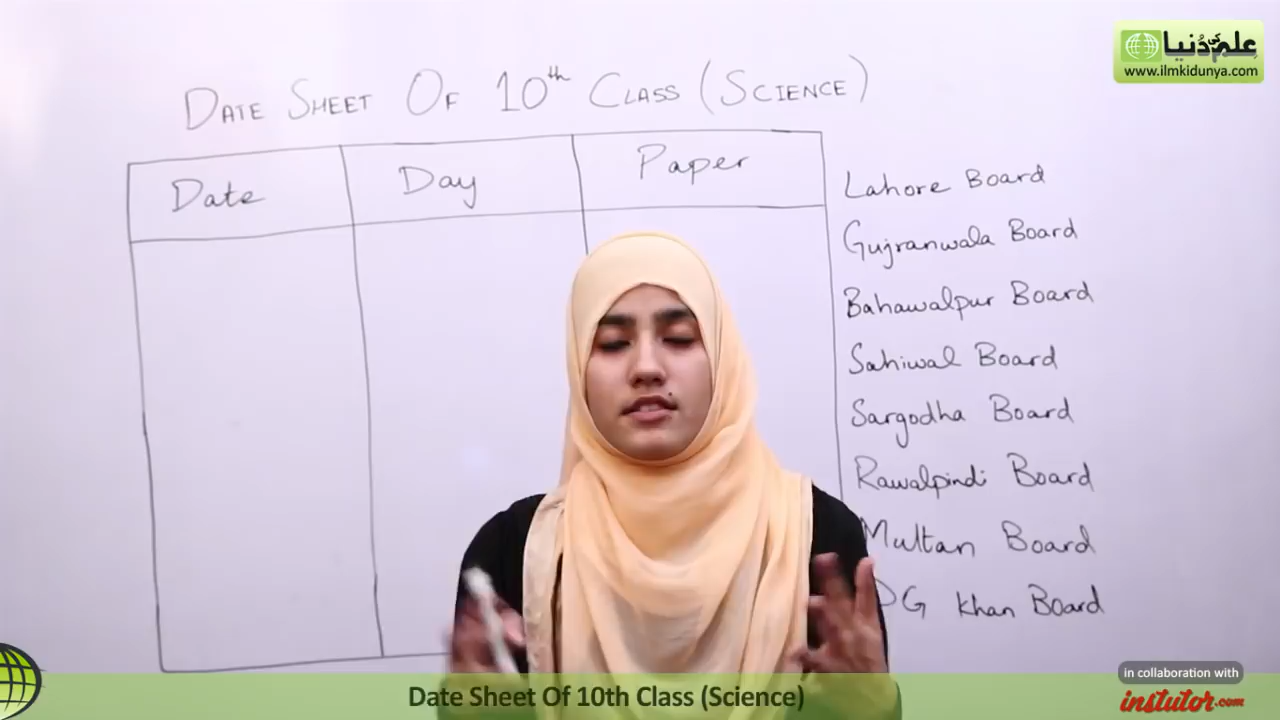 علم کی دُنیا
www.ilmkidunya.com
DATE SHEET OF 10th CLASS (SCIENCE)
Date Day Paper
Lahore Board
Gujranwala Board
Bahawalpur Board
Sahiwal Board
Sargodha Board
Rawalpindi Board
Multan Board
DG Khan Board
in collaboration with
Date Sheet Of 10th Class (Science)
instutor.com